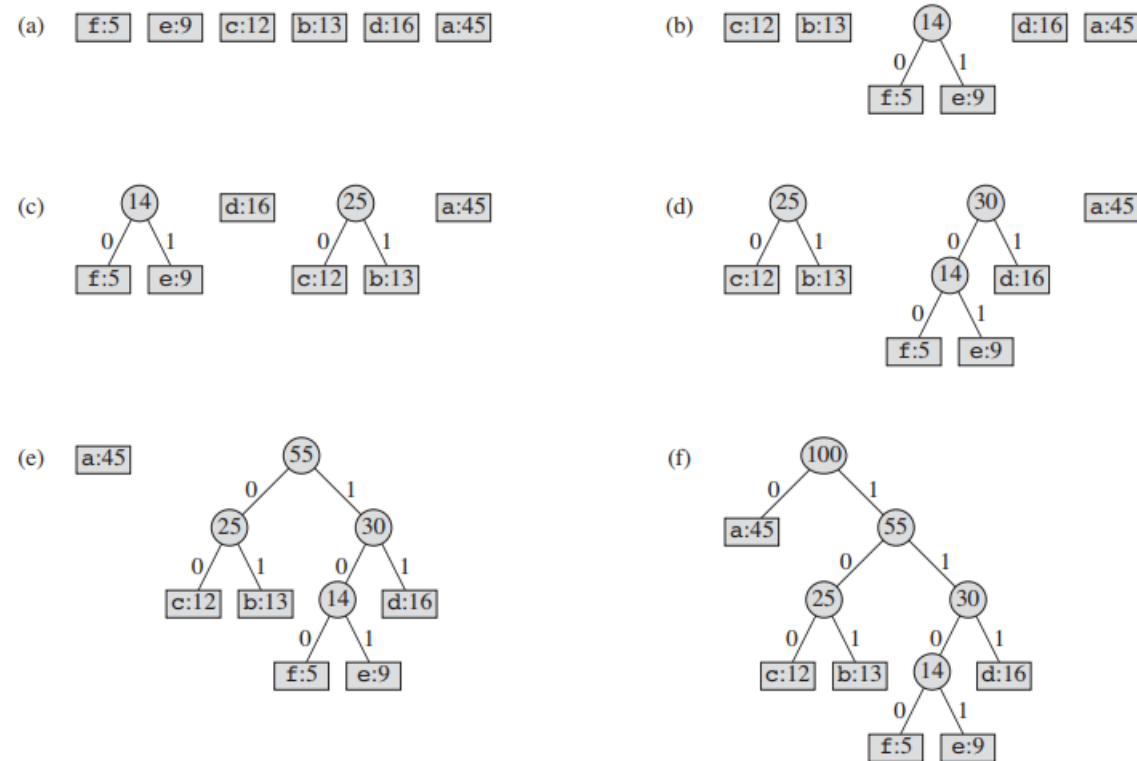 (a) f:5 e:9 c:12 b:13 d:16 a:45
(b) c:12 b:13 14 d:16 a:45
0 1
f:5 e:9
(c) 14 d:16 25 a:45
0 1 0 1
f:5 e:9 c:12 b:13
(d) 25 30 a:45
0 1 0 1
c:12 b:13 14 d:16
0 1
f:5 e:9
(e) a:45 55
0 1
25 30
0 1 0 1
c:12 b:13 14 d:16
0 1
f:5 e:9
(f) 100
0 1
a:45 55
0 1
25 30
0 1 0 1
c:12 b:13 14 d:16
0 1
f:5 e:9